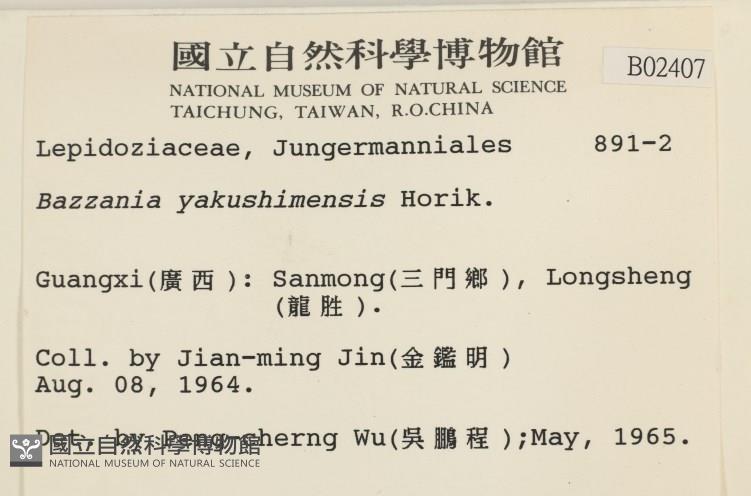 國立自然科學博物館
B02407
NATIONAL MUSEUM OF NATURAL SCIENCE
TAICHUNG, TAIWAN, R.O.CHINA
Lepidoziaceae, Jungermanniales 891-2
Bazzania yakushimensis Horik.
Guangxi(廣西): Sanmong(三門鄉), Longsheng
(龍胜).
Coll. by Jian-ming Jin(金鑑明)
Aug. 08, 1964.
Det. by Peng-cherng Wu(吳鵬程);May, 1965.
國立自然科學博物館
NATIONAL MUSEUM OF NATURAL SCIENCE